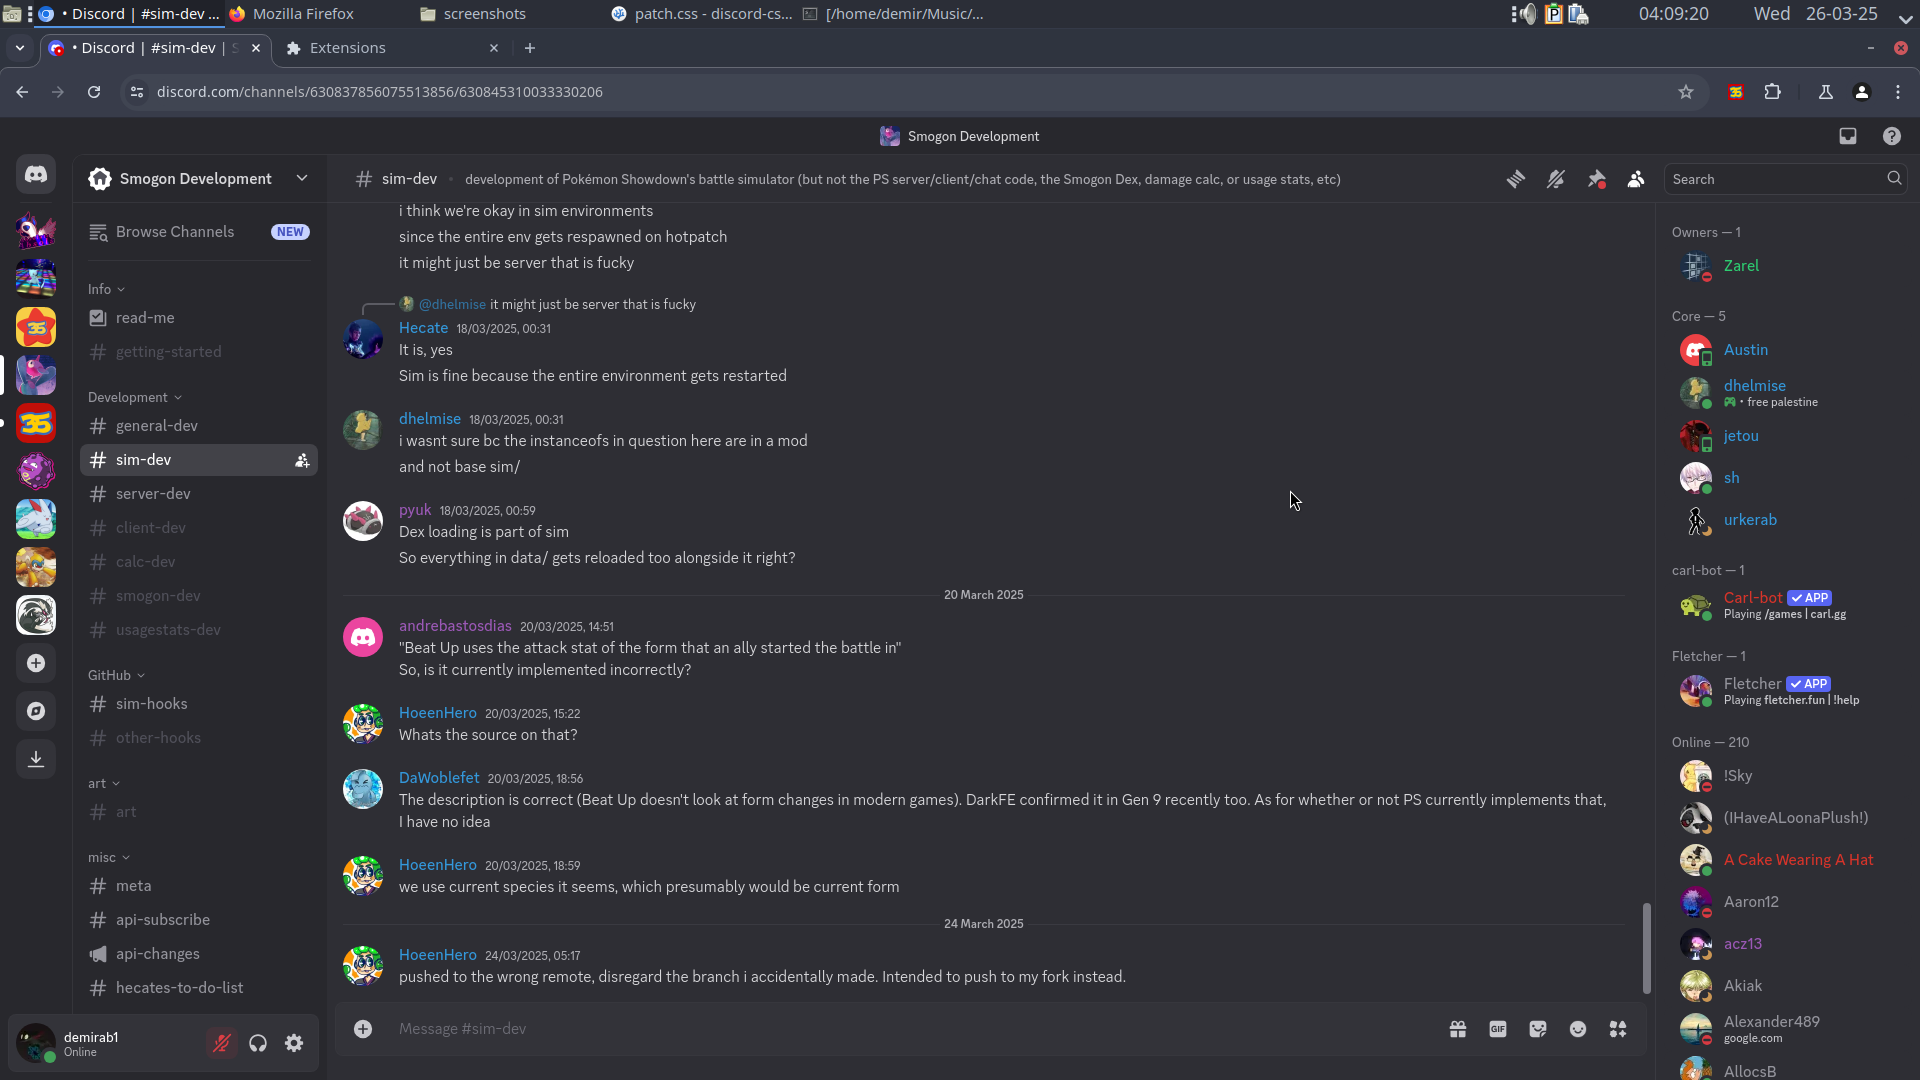 • Discord | #sim-dev ...
Mozilla Firefox
screenshots
patch.css - discord-cs...
[/home/demir/Music/...
04:09:20
Wed 26-03-25
• Discord | #sim-dev |
Extensions
discord.com/channels/630837856075513856/630845310033330206
Smogon Development
Smogon Development
Browse Channels
NEW
Info
read-me
getting-started
Development
general-dev
sim-dev
server-dev
client-dev
calc-dev
smogon-dev
usagestats-dev
GitHub
sim-hooks
other-hooks
art
art
misc
meta
api-subscribe
api-changes
hecates-to-do-list
demirab1
Online
sim-dev
development of Pokémon Showdown's battle simulator (but not the PS server/client/chat code, the Smogon Dex, damage calc, or usage stats, etc)
Search
i think we're okay in sim environments
since the entire env gets respawned on hotpatch
it might just be server that is fucky
@dhelmise it might just be server that is fucky
Hecate 18/03/2025, 00:31
It is, yes
Sim is fine because the entire environment gets restarted
dhelmise 18/03/2025, 00:31
i wasnt sure bc the instanceofs in question here are in a mod
and not base sim/
pyuk 18/03/2025, 00:59
Dex loading is part of sim
So everything in data/ gets reloaded too alongside it right?
20 March 2025
andrebastosdias 20/03/2025, 14:51
"Beat Up uses the attack stat of the form that an ally started the battle in"
So, is it currently implemented incorrectly?
HoeenHero 20/03/2025, 15:22
Whats the source on that?
DaWoblefet 20/03/2025, 18:56
The description is correct (Beat Up doesn't look at form changes in modern games). DarkFE confirmed it in Gen 9 recently too. As for whether or not PS currently implements that,
I have no idea
HoeenHero 20/03/2025, 18:59
we use current species it seems, which presumably would be current form
24 March 2025
HoeenHero 24/03/2025, 05:17
pushed to the wrong remote, disregard the branch i accidentally made. Intended to push to my fork instead.
Message #sim-dev
GIF
Owners — 1
Zarel
Core — 5
Austin
dhelmise
• free palestine
jetou
sh
urkerab
carl-bot — 1
Carl-bot APP
Playing /games | carl.gg
Fletcher — 1
Fletcher APP
Playing fletcher.fun | !help
Online — 210
!Sky
(IHaveALoonaPlush!)
A Cake Wearing A Hat
Aaron12
acz13
Akiak
Alexander489
google.com
AllocsB
35
35
35